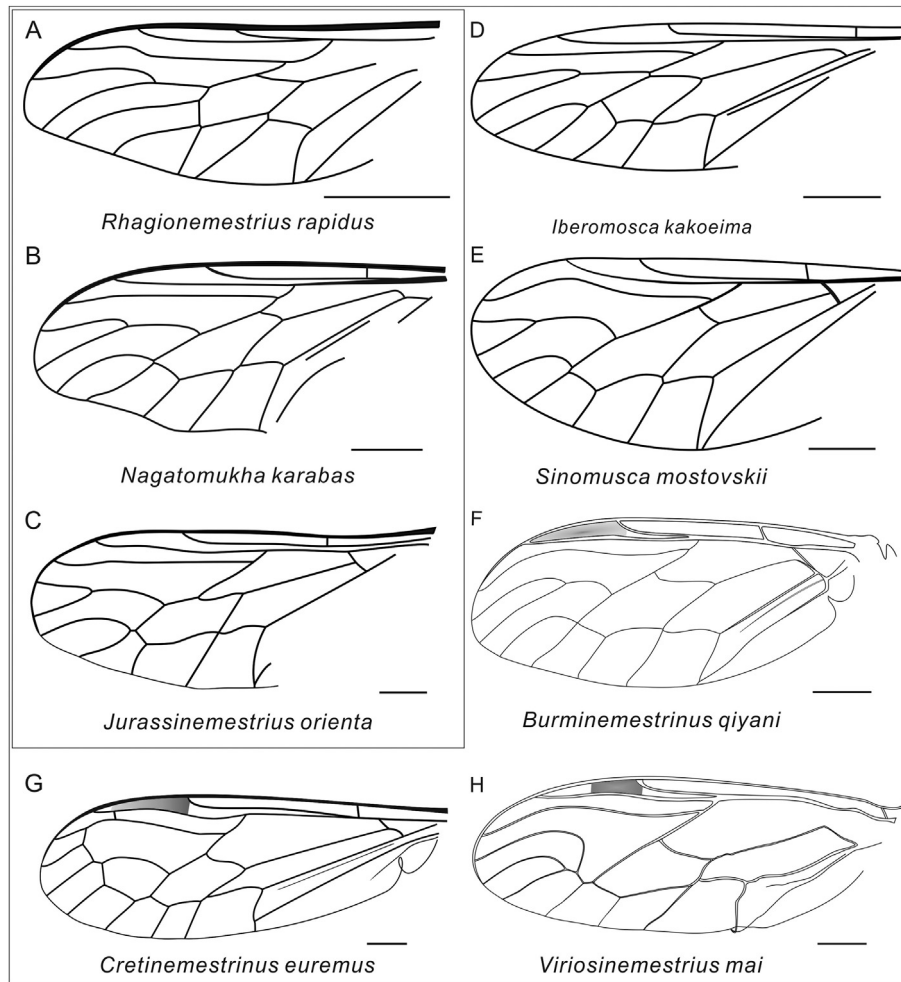 A
Rhagionemestrius rapidus
B
Nagatomukha karabas
C
Jurassinemestrius orienta
D
Iberomosca kakoeima
E
Sinomusca mostovskii
F
Burminemestrinus qiyani
G
Cretinemestrinus euremus
H
Viriosinemestrius mai